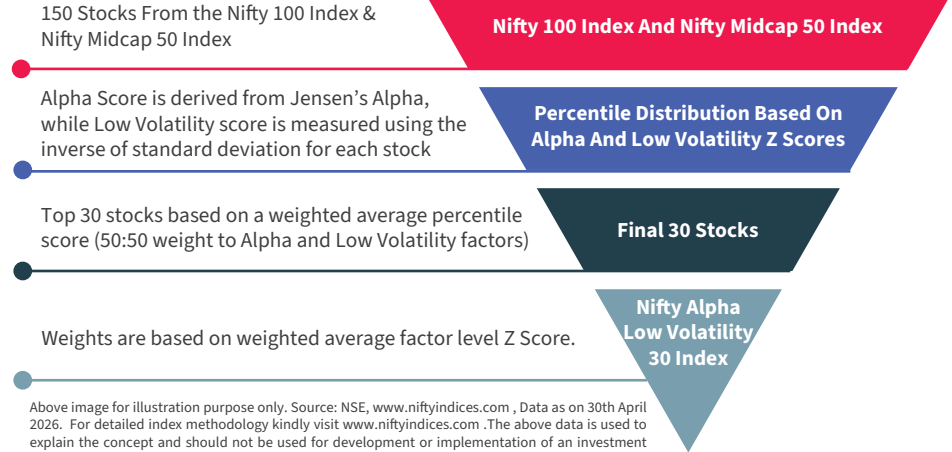 150 Stocks From the Nifty 100 Index &
Nifty Midcap 50 Index
Nifty 100 Index And Nifty Midcap 50 Index
Alpha Score is derived from Jensen's Alpha,
while Low Volatility score is measured using the
inverse of standard deviation for each stock
Percentile Distribution Based On
Alpha And Low Volatility Z Scores
Top 30 stocks based on a weighted average percentile
score (50:50 weight to Alpha and Low Volatility factors)
Final 30 Stocks
Weights are based on weighted average factor level Z Score.
Nifty Alpha
Low Volatility
30 Index
Above image for illustration purpose only. Source: NSE, www.niftyindices.com , Data as on 30th April
2026. For detailed index methodology kindly visit www.niftyindices.com .The above data is used to
explain the concept and should not be used for development or implementation of an investment